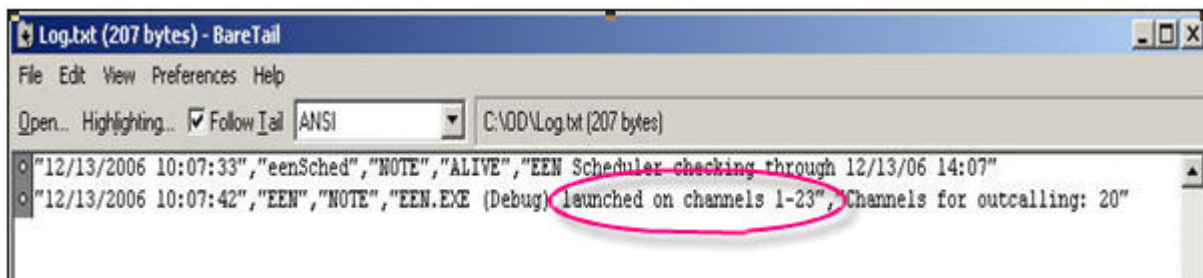 Log.txt (207 bytes) - BareTail
File Edit View Preferences Help
Open... Highlighting... Follow Tail ANSI C:\OD\Log.txt (207 bytes)
"12/13/2006 10:07:33","eenSched","NOTE","ALIVE","EEN Scheduler checking through 12/13/06 14:07"
"12/13/2006 10:07:42","EEN","NOTE","EEN.EXE (Debug) launched on channels 1-23","Channels for outcalling: 20"